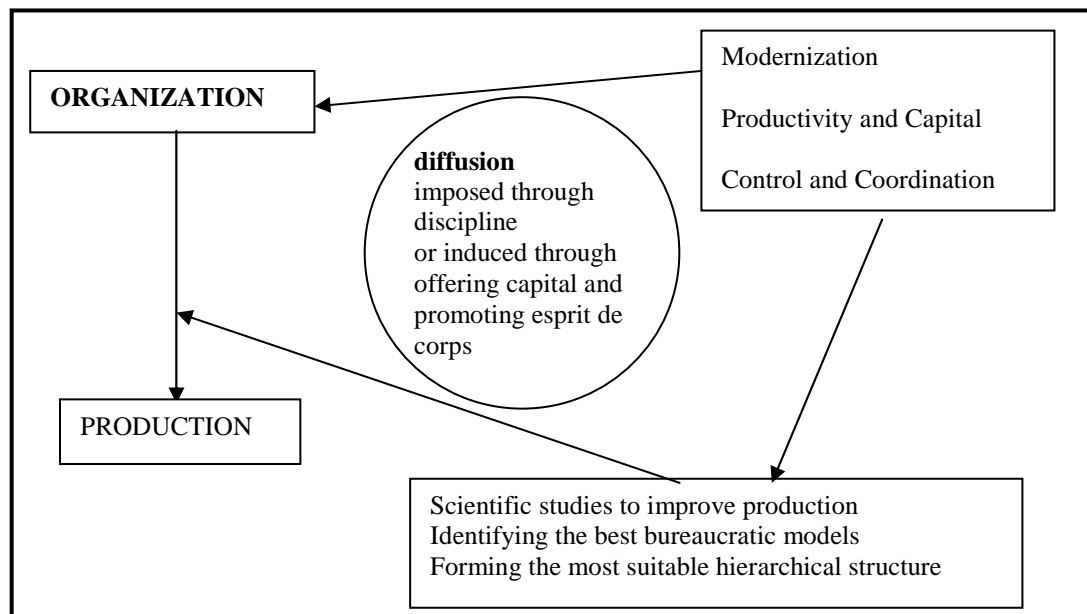 ORGANIZATION
Modernization
Productivity and Capital
Control and Coordination
diffusion
imposed through
discipline
or induced through
offering capital and
promoting esprit de
corps
PRODUCTION
Scientific studies to improve production
Identifying the best bureaucratic models
Forming the most suitable hierarchical structure